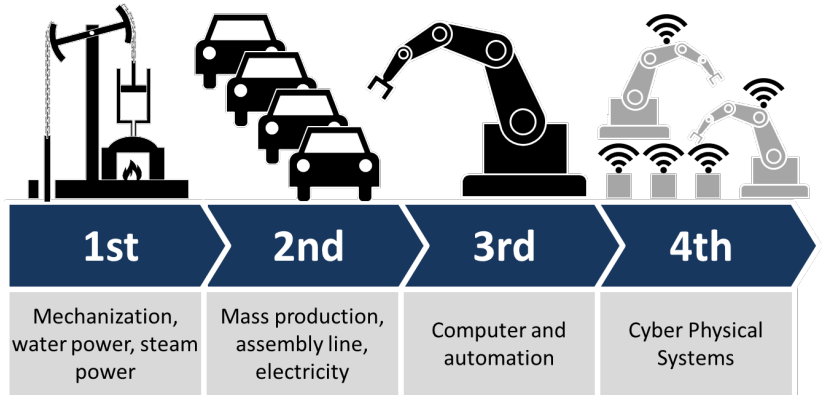 1st
2nd
3rd
4th
Mechanization,
water power, steam
power
Mass production,
assembly line,
electricity
Computer and
automation
Cyber Physical
Systems